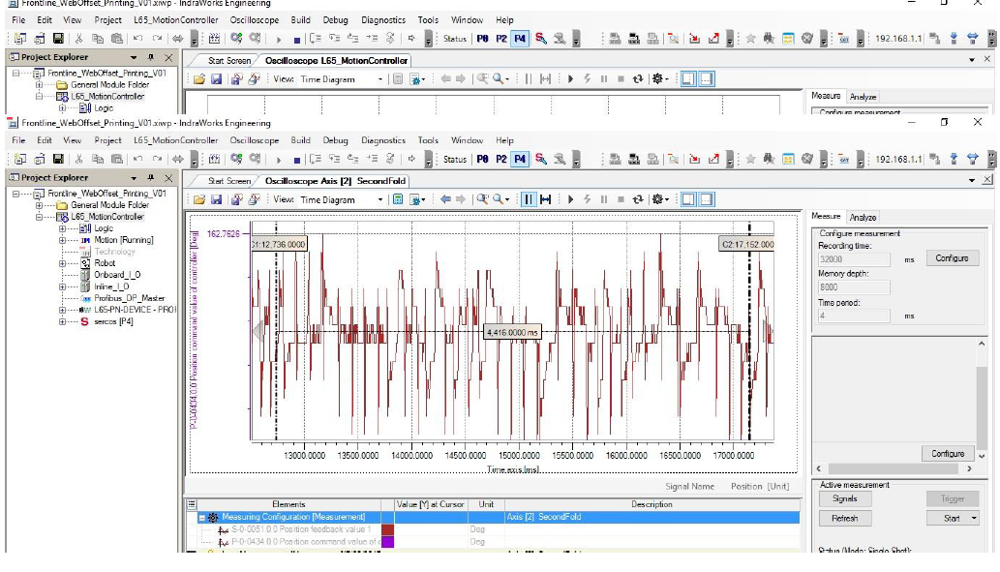 Frontline_WebOffset_Printing_V01.xiwp - IndraWorks Engineering
File Edit View Project L65_MotionController Oscilloscope Build Debug Diagnostics Tools Window Help
Status P0 P2 P4 192.168.1.1
Project Explorer
Start Screen Oscilloscope L65_MotionController
Frontline_WebOffset_Printing_V01
General Module Folder
L65_MotionController
Logic
View: Time Diagram
Measure Analyze
Configure measurement
Frontline_WebOffset_Printing_V01.xiwp - IndraWorks Engineering
File Edit View Project L65_MotionController Oscilloscope Build Debug Diagnostics Tools Window Help
Status P0 P2 P4 192.168.1.1
Project Explorer
Start Screen Oscilloscope Axis [2] SecondFold
Frontline_WebOffset_Printing_V01
General Module Folder
L65_MotionController
Logic
Motion [Running]
Technology
Robot
Onboard_I_O
Inline_I_O
Profibus_DP_Master
L65-PN-DEVICE - PROF
sercos [P4]
View: Time Diagram
162.7626
P-0-0434.0.0 Position command value of controller [Deg]
C1:12,736.0000
C2:17,152.000
4,416.0000 ms
13000.0000 13500.0000 14000.0000 14500.0000 15000.0000 15500.0000 16000.0000 16500.0000 17000.0000
Time axis [ms]
Signal Name Position [Unit]
Elements Value [Y] at Cursor Unit Description
Measuring Configuration [Measurement] Axis [2] SecondFold
S-0-0051.0.0 Position feedback value 1 Deg
P-0-0434.0.0 Position command value of c Deg
Measure Analyze
Configure measurement
Recording time:
32000 ms Configure
Memory depth:
8000
Time period:
4 ms
Configure
Active measurement
Signals Trigger
Refresh Start
Status (Mode: Single Shot):